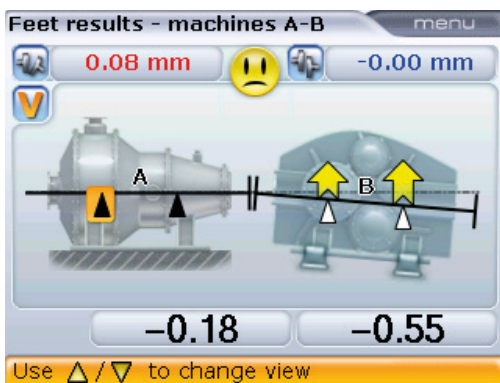 Feet results - machines A-B menu
0.08 mm -0.00 mm
V
A B
-0.18 -0.55
Use △/▽ to change view